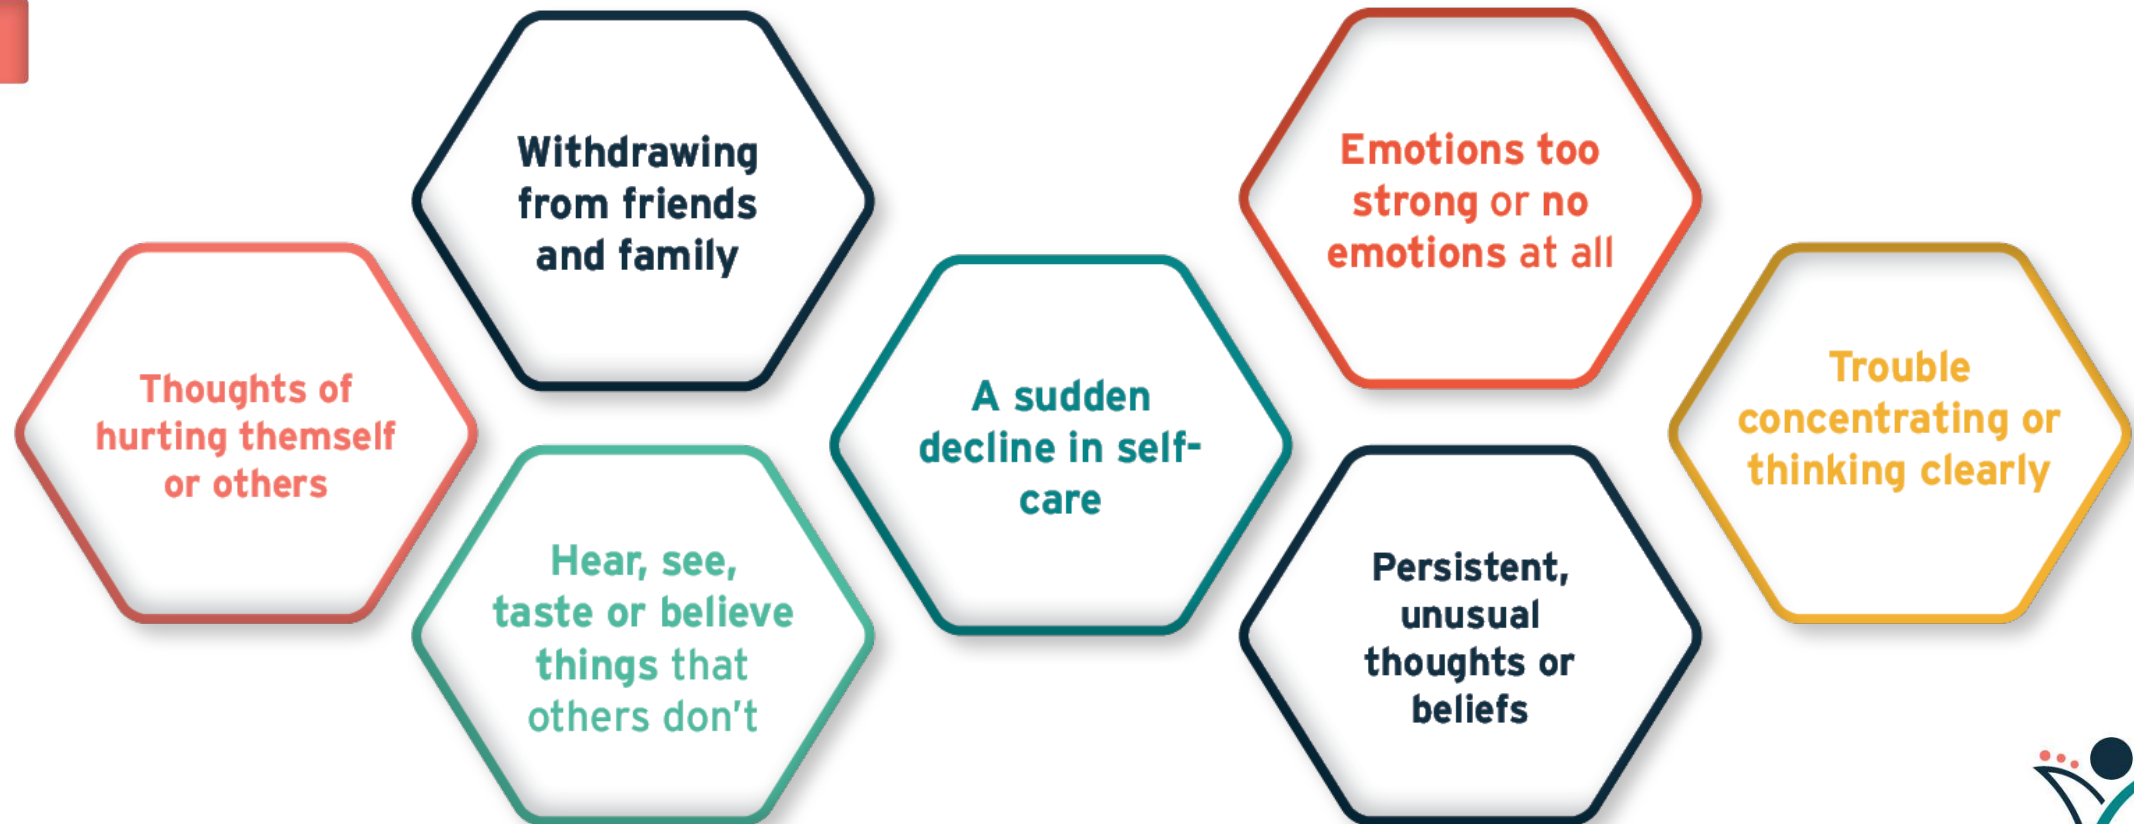 Withdrawing
from friends
and family
Emotions too
strong or no
emotions at all
Thoughts of
hurting themself
or others
A sudden
decline in self-
care
Trouble
concentrating or
thinking clearly
Hear, see,
taste or believe
things that
others don't
Persistent,
unusual
thoughts or
beliefs